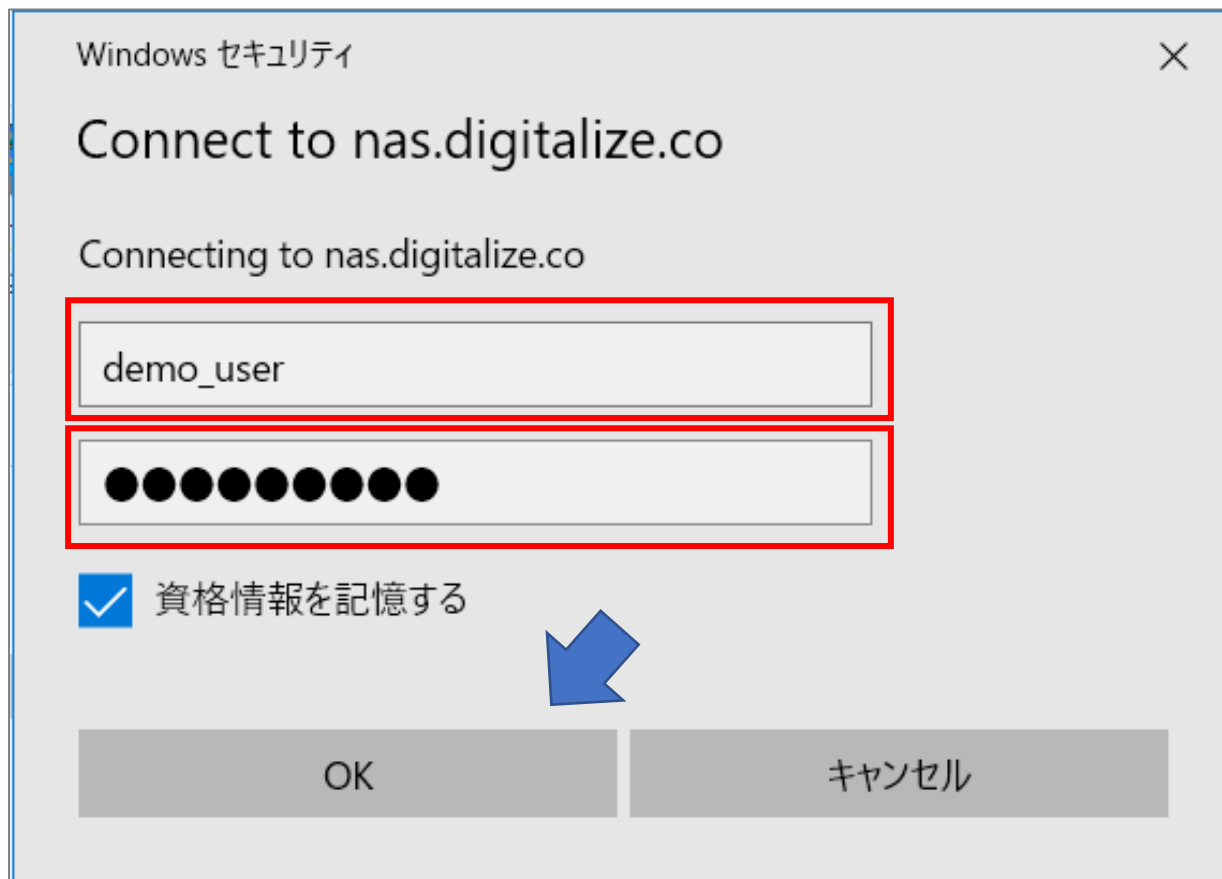 Windows セキュリティ
Connect to nas.digitalize.co
Connecting to nas.digitalize.co
demo_user
●●●●●●●●●
資格情報を記憶する
OK
キャンセル